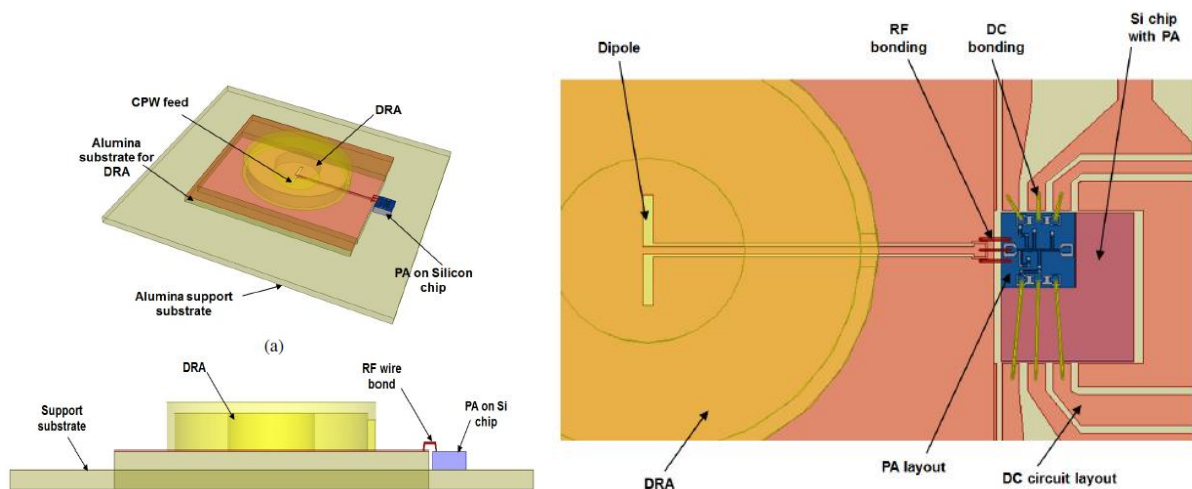 CPW feed
DRA
Alumina
substrate for
DRA
PA on Silicon
chip
Alumina support
substrate
(a)
DRA
RF wire
bond
Support
substrate
PA on Si
chip
Dipole
RF
bonding
DC
bonding
Si chip
with PA
DRA
PA layout
DC circuit layout